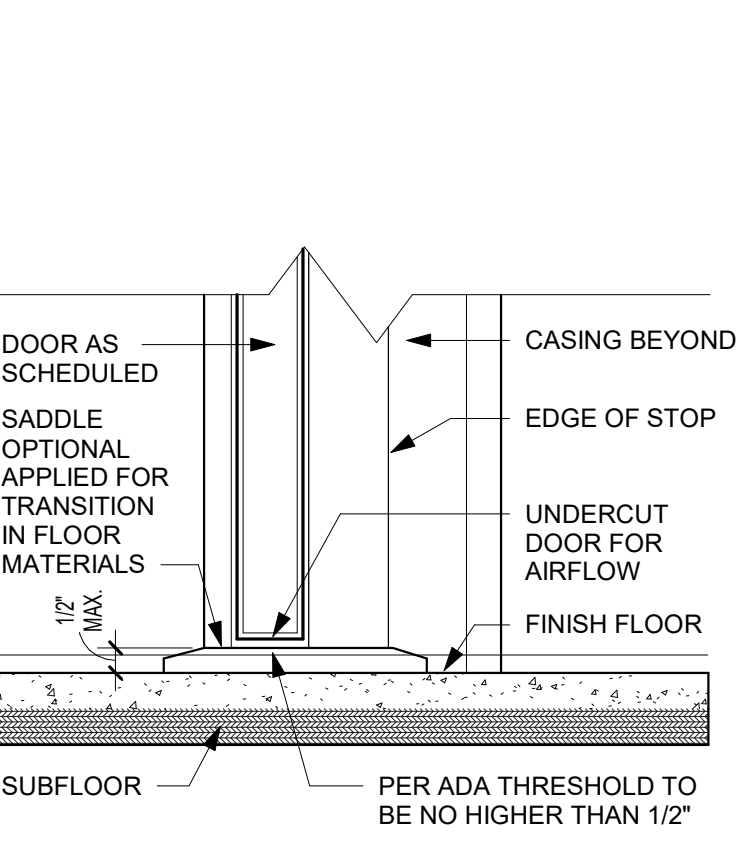 DOOR AS
SCHEDULED
SADDLE
OPTIONAL
APPLIED FOR
TRANSITION
IN FLOOR
MATERIALS
1/2"
MAX.
SUBFLOOR
CASING BEYOND
EDGE OF STOP
UNDERCUT
DOOR FOR
AIRFLOW
FINISH FLOOR
PER ADA THRESHOLD TO
BE NO HIGHER THAN 1/2"